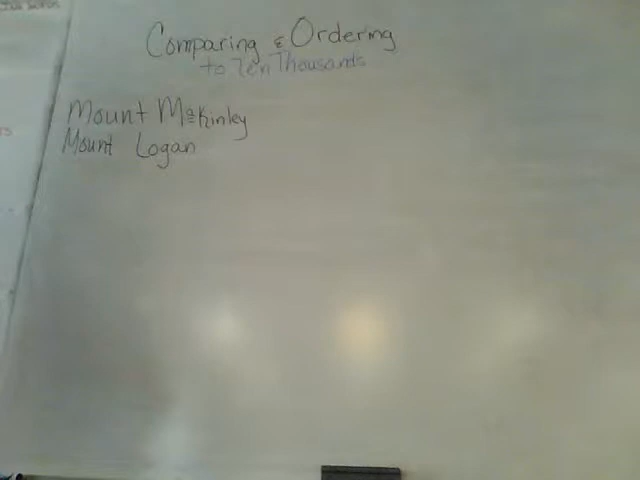 Comparing & Ordering
to Ten Thousands
Mount McKinley
Mount Logan